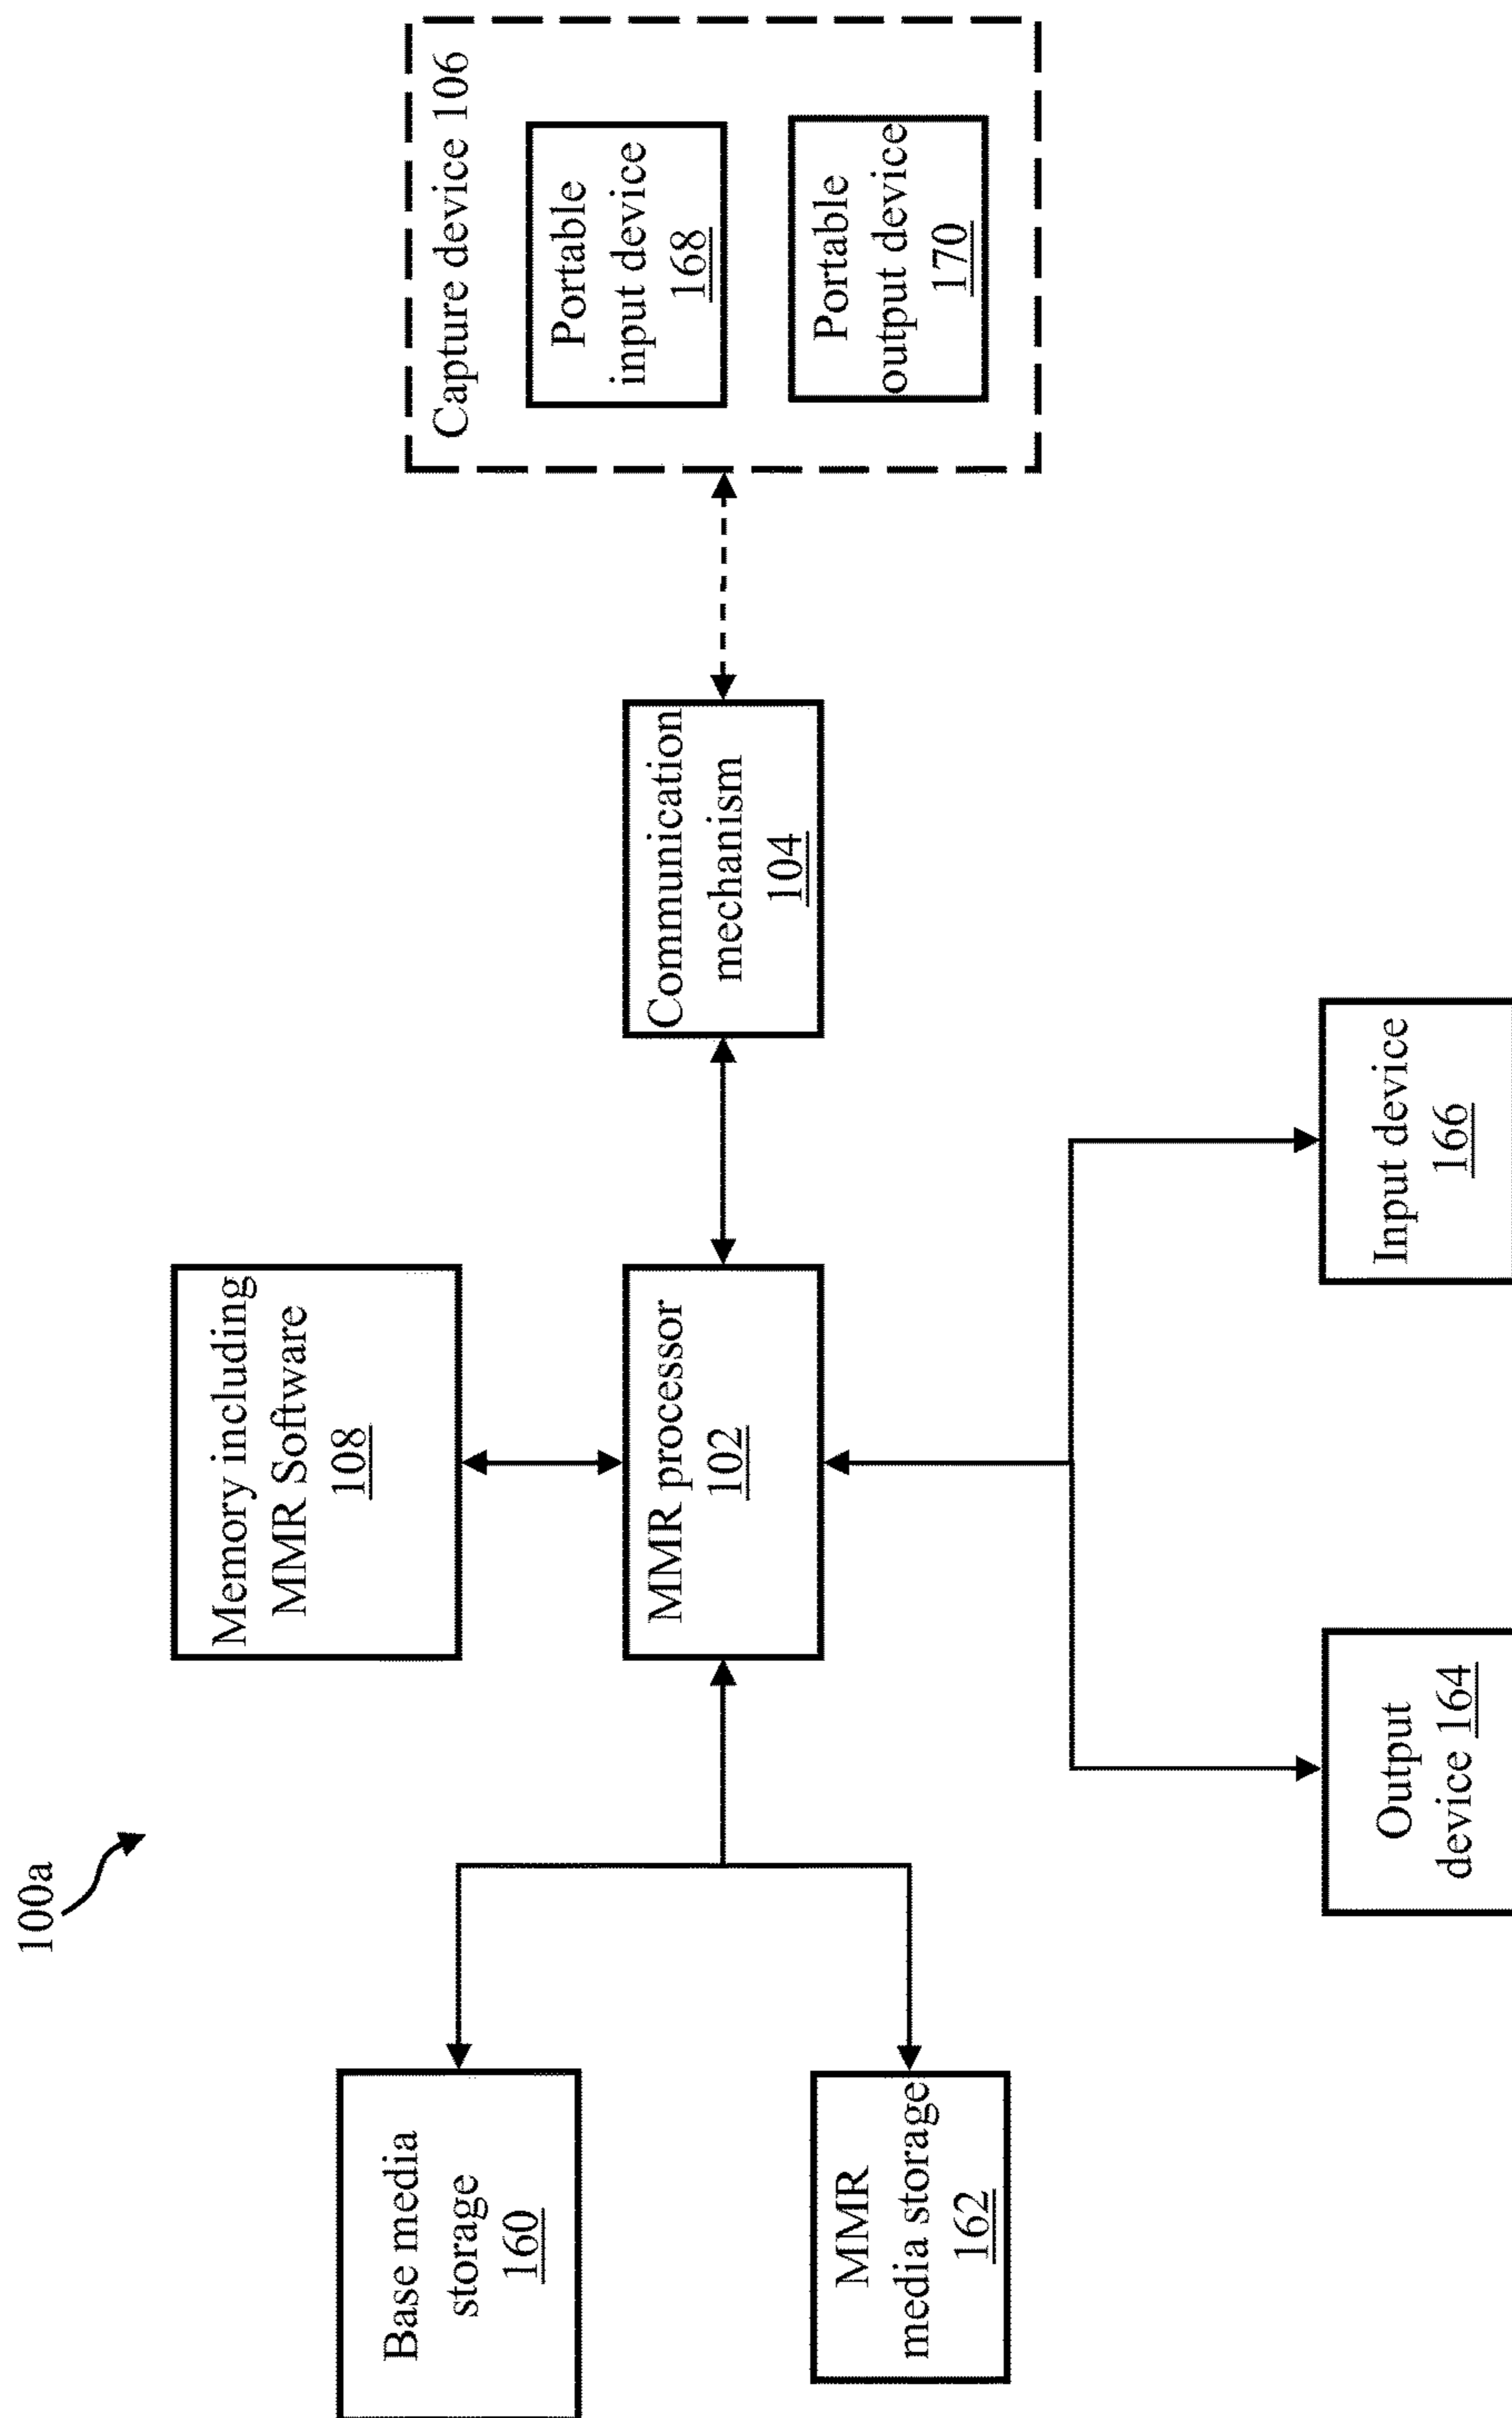 100a
Base media
storage
160
MMR
media storage
162
Memory including
MMR Software
108
MMR processor
102
Output
device 164
Input device
166
Communication
mechanism
104
Capture device 106
Portable
input device
168
Portable
output device
170